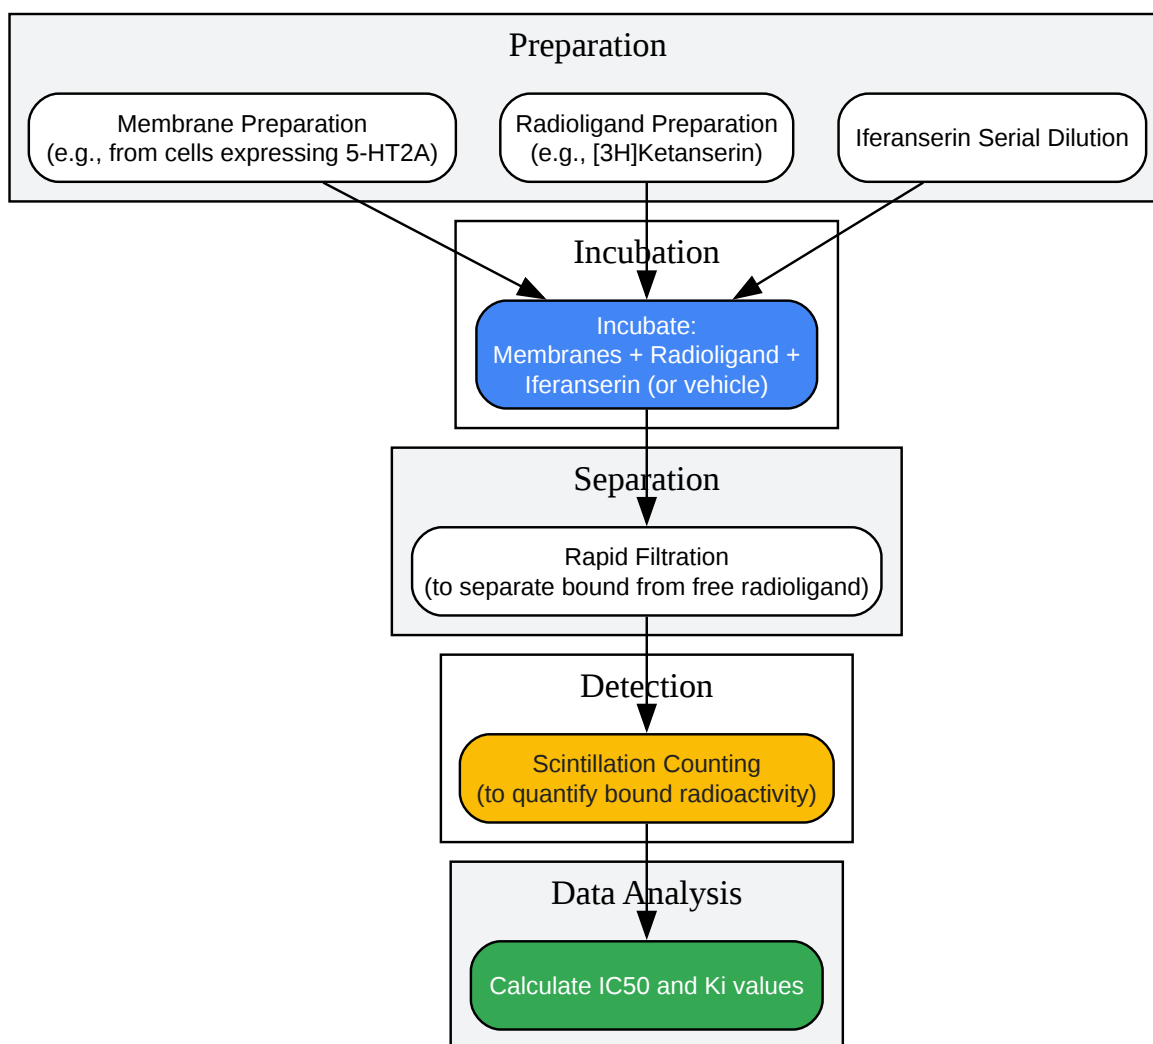 Preparation
Membrane Preparation
(e.g., from cells expressing 5-HT2A)
Radioligand Preparation
(e.g., [3H]Ketanserin)
Iferanserin Serial Dilution
Incubation
Incubate:
Membranes + Radioligand +
Iferanserin (or vehicle)
Separation
Rapid Filtration
(to separate bound from free radioligand)
Detection
Scintillation Counting
(to quantify bound radioactivity)
Data Analysis
Calculate IC50 and Ki values